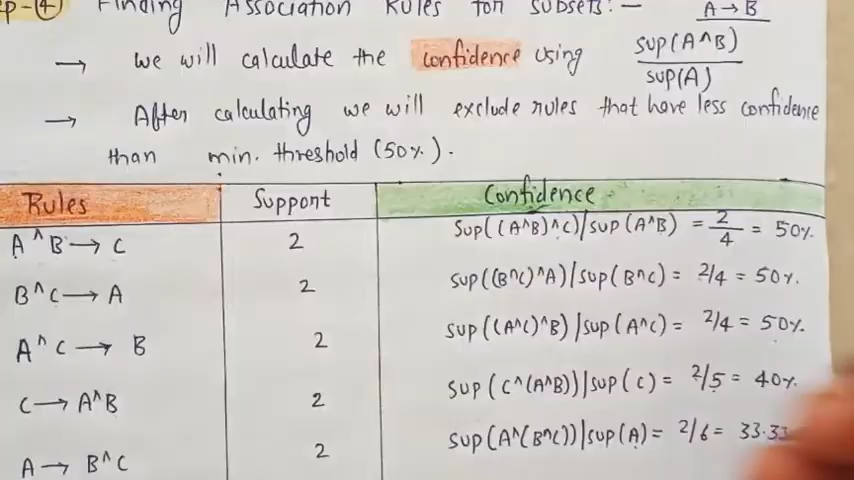 p-(4) Finding Association Rules for subsets:- A → B
→ we will calculate the confidence using sup(A^B) / sup(A)
→ After calculating we will exclude rules that have less confidence
than min. threshold (50%).
Rules Support Confidence
A^B → C 2 Sup((A^B)^C)/sup(A^B) = 2/4 = 50%.
B^C → A 2 sup((B^C)^A)/sup(B^C) = 2/4 = 50%.
A^C → B 2 sup((A^C)^B)/sup(A^C) = 2/4 = 50%.
C → A^B 2 sup(C^(A^B))/sup(C) = 2/5 = 40%.
A → B^C 2 sup(A^(B^C))/sup(A) = 2/6 = 33.33